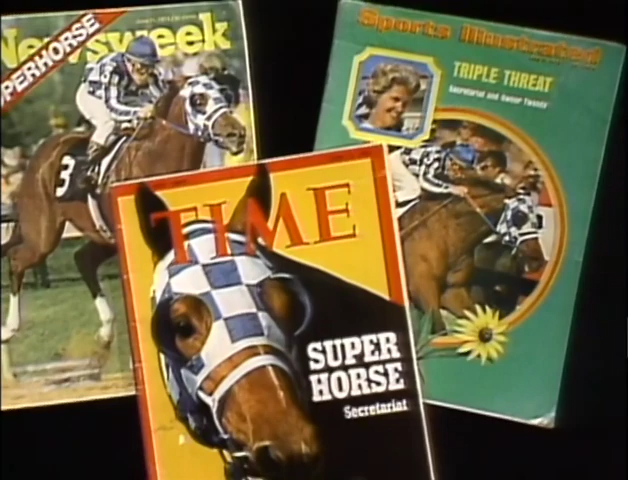 Newsweek
SUPERHORSE
3
Sports Illustrated
TRIPLE THREAT
Secretariat and Owner Tweedy
TIME
SUPER
HORSE
Secretariat